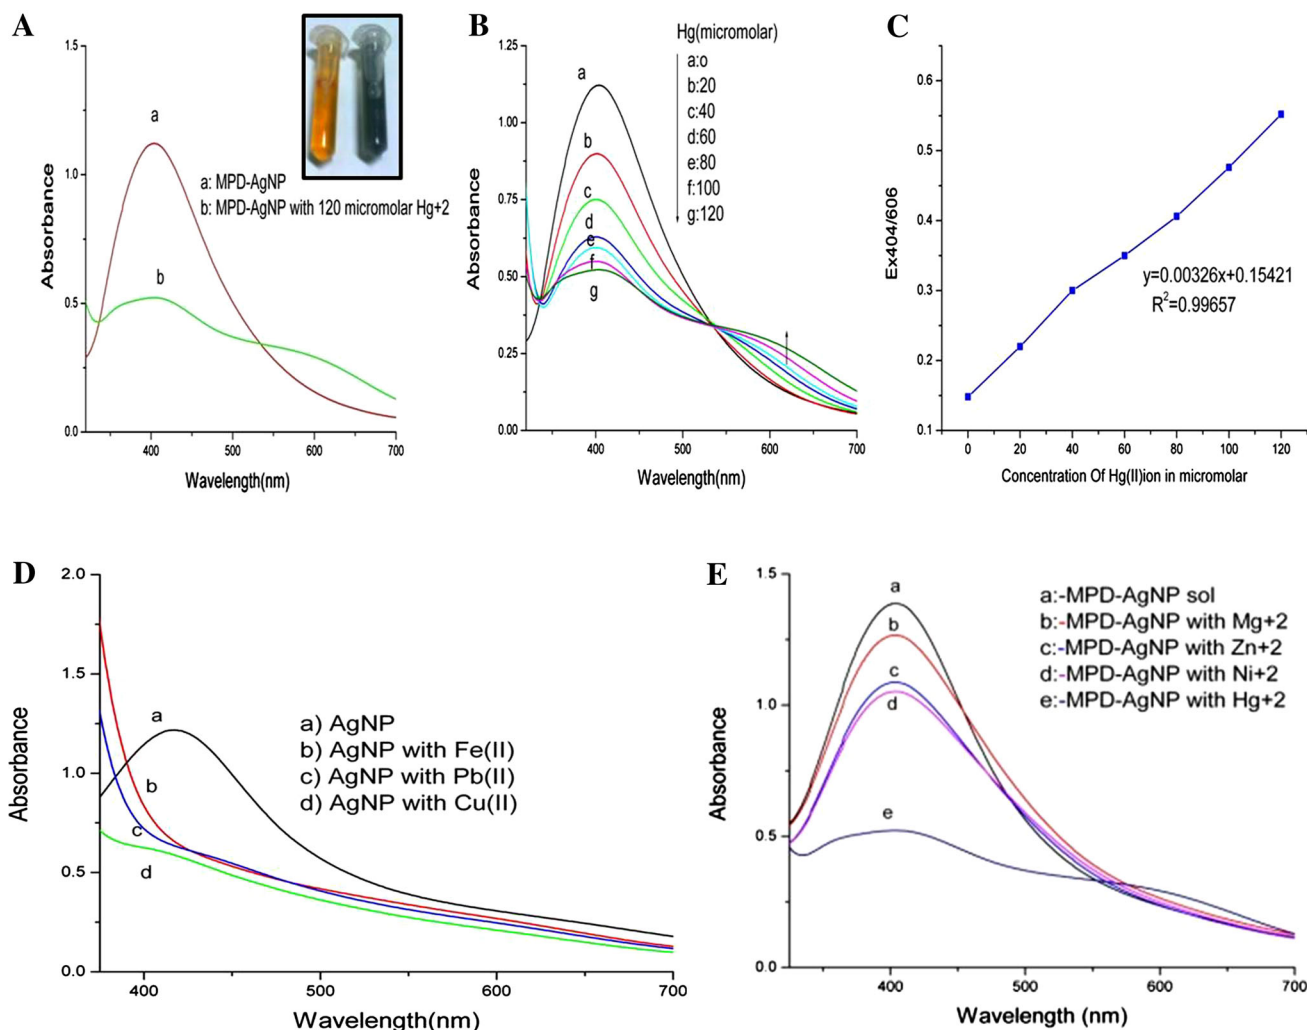 A
1.5
1.0
0.5
0.0
400
500
600
700
Absorbance
Wavelength(nm)
a
b
a: MPD-AgNP
b: MPD-AgNP with 120 micromolar Hg+2
B
1.25
1.00
0.75
0.50
0.25
0.00
400
500
600
700
Absorbance
Wavelength(nm)
a
b
c
d
e
f
g
Hg(micromolar)
a:o
b:20
c:40
d:60
e:80
f:100
g:120
C
0.6
0.5
0.4
0.3
0.2
0.1
0
20
40
60
80
100
120
Ex404/606
Concentration Of Hg(II)ion in micromolar
y=0.00326x+0.15421
R2=0.99657
D
2.0
1.5
1.0
0.5
0.0
400
500
600
700
Absorbance
Wavelength(nm)
a
b
c
d
a) AgNP
b) AgNP with Fe(II)
c) AgNP with Pb(II)
d) AgNP with Cu(II)
E
1.5
1.0
0.5
0.0
400
500
600
700
Absorbance
Wavelength (nm)
a
b
c
d
e
a:-MPD-AgNP sol
b:-MPD-AgNP with Mg+2
c:-MPD-AgNP with Zn+2
d:-MPD-AgNP with Ni+2
e:-MPD-AgNP with Hg+2